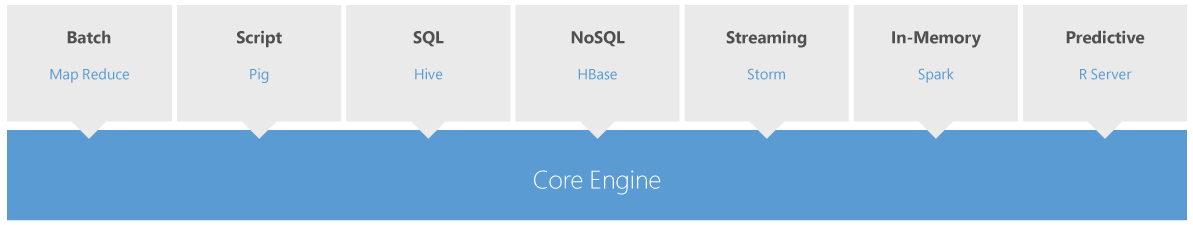 Batch
Map Reduce
Script
Pig
SQL
Hive
NoSQL
HBase
Streaming
Storm
In-Memory
Spark
Predictive
R Server
Core Engine